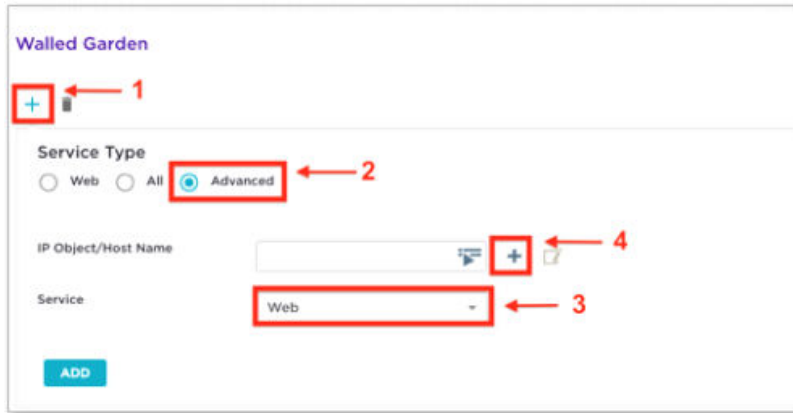 Walled Garden
1
Service Type
2
Web All Advanced
IP Object/Host Name
4
Service
Web
3
ADD